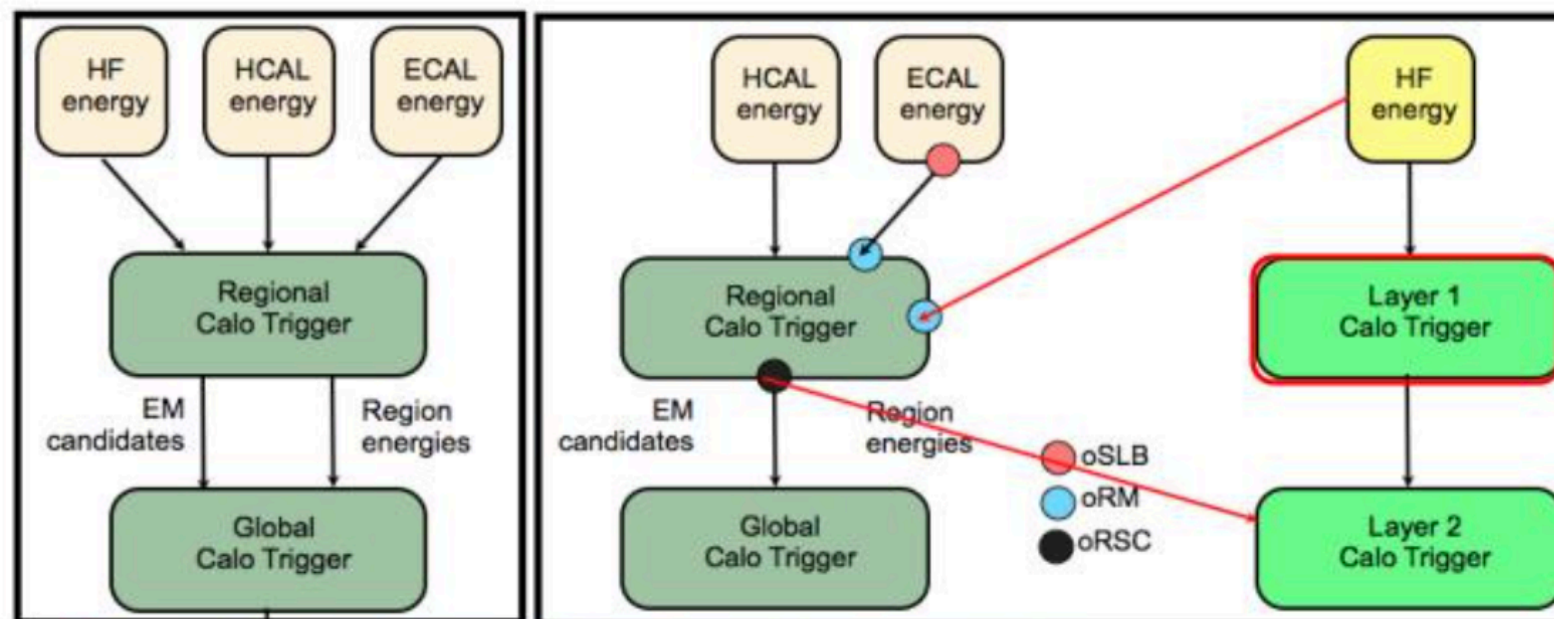 HF
energy
HCAL
energy
ECAL
energy
Regional
Calo Trigger
EM
candidates
Region
energies
Global
Calo Trigger
HCAL
energy
ECAL
energy
HF
energy
Regional
Calo Trigger
Layer 1
Calo Trigger
EM
candidates
Region
energies
oSLB
oRM
oRSC
Global
Calo Trigger
Layer 2
Calo Trigger